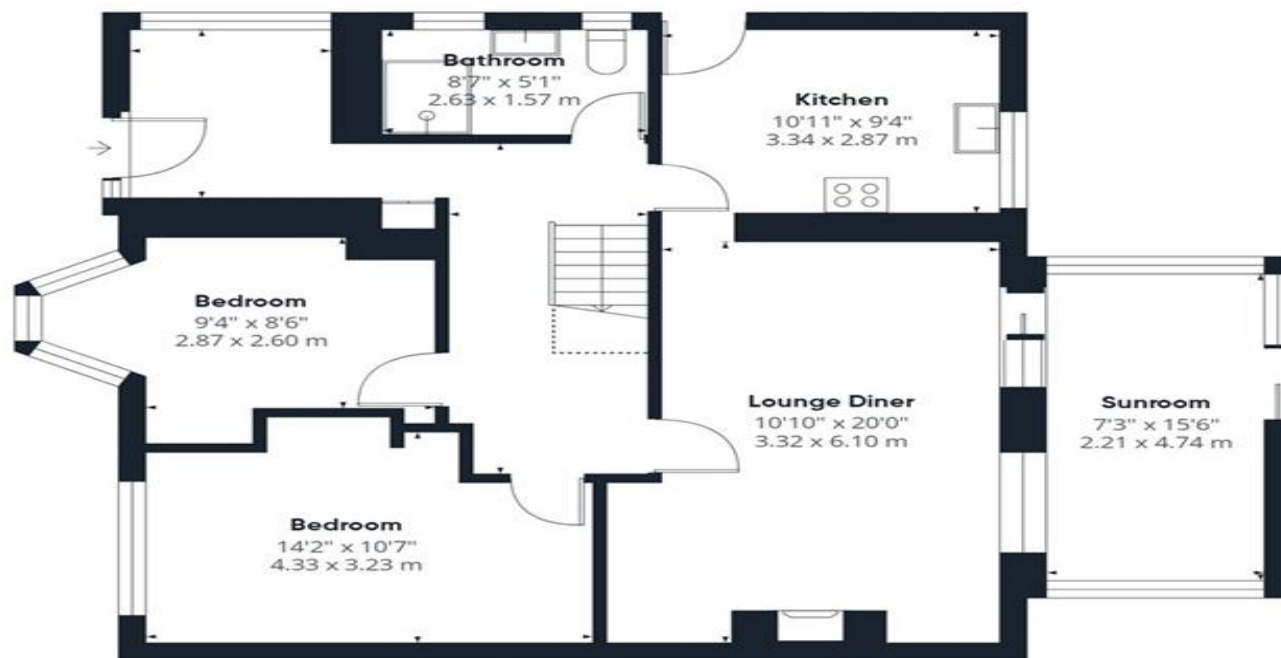 Bathroom
8'7" x 5'1"
2.63 x 1.57 m
Kitchen
10'11" x 9'4"
3.34 x 2.87 m
Bedroom
9'4" x 8'6"
2.87 x 2.60 m
Lounge Diner
10'10" x 20'0"
3.32 x 6.10 m
Sunroom
7'3" x 15'6"
2.21 x 4.74 m
Bedroom
14'2" x 10'7"
4.33 x 3.23 m